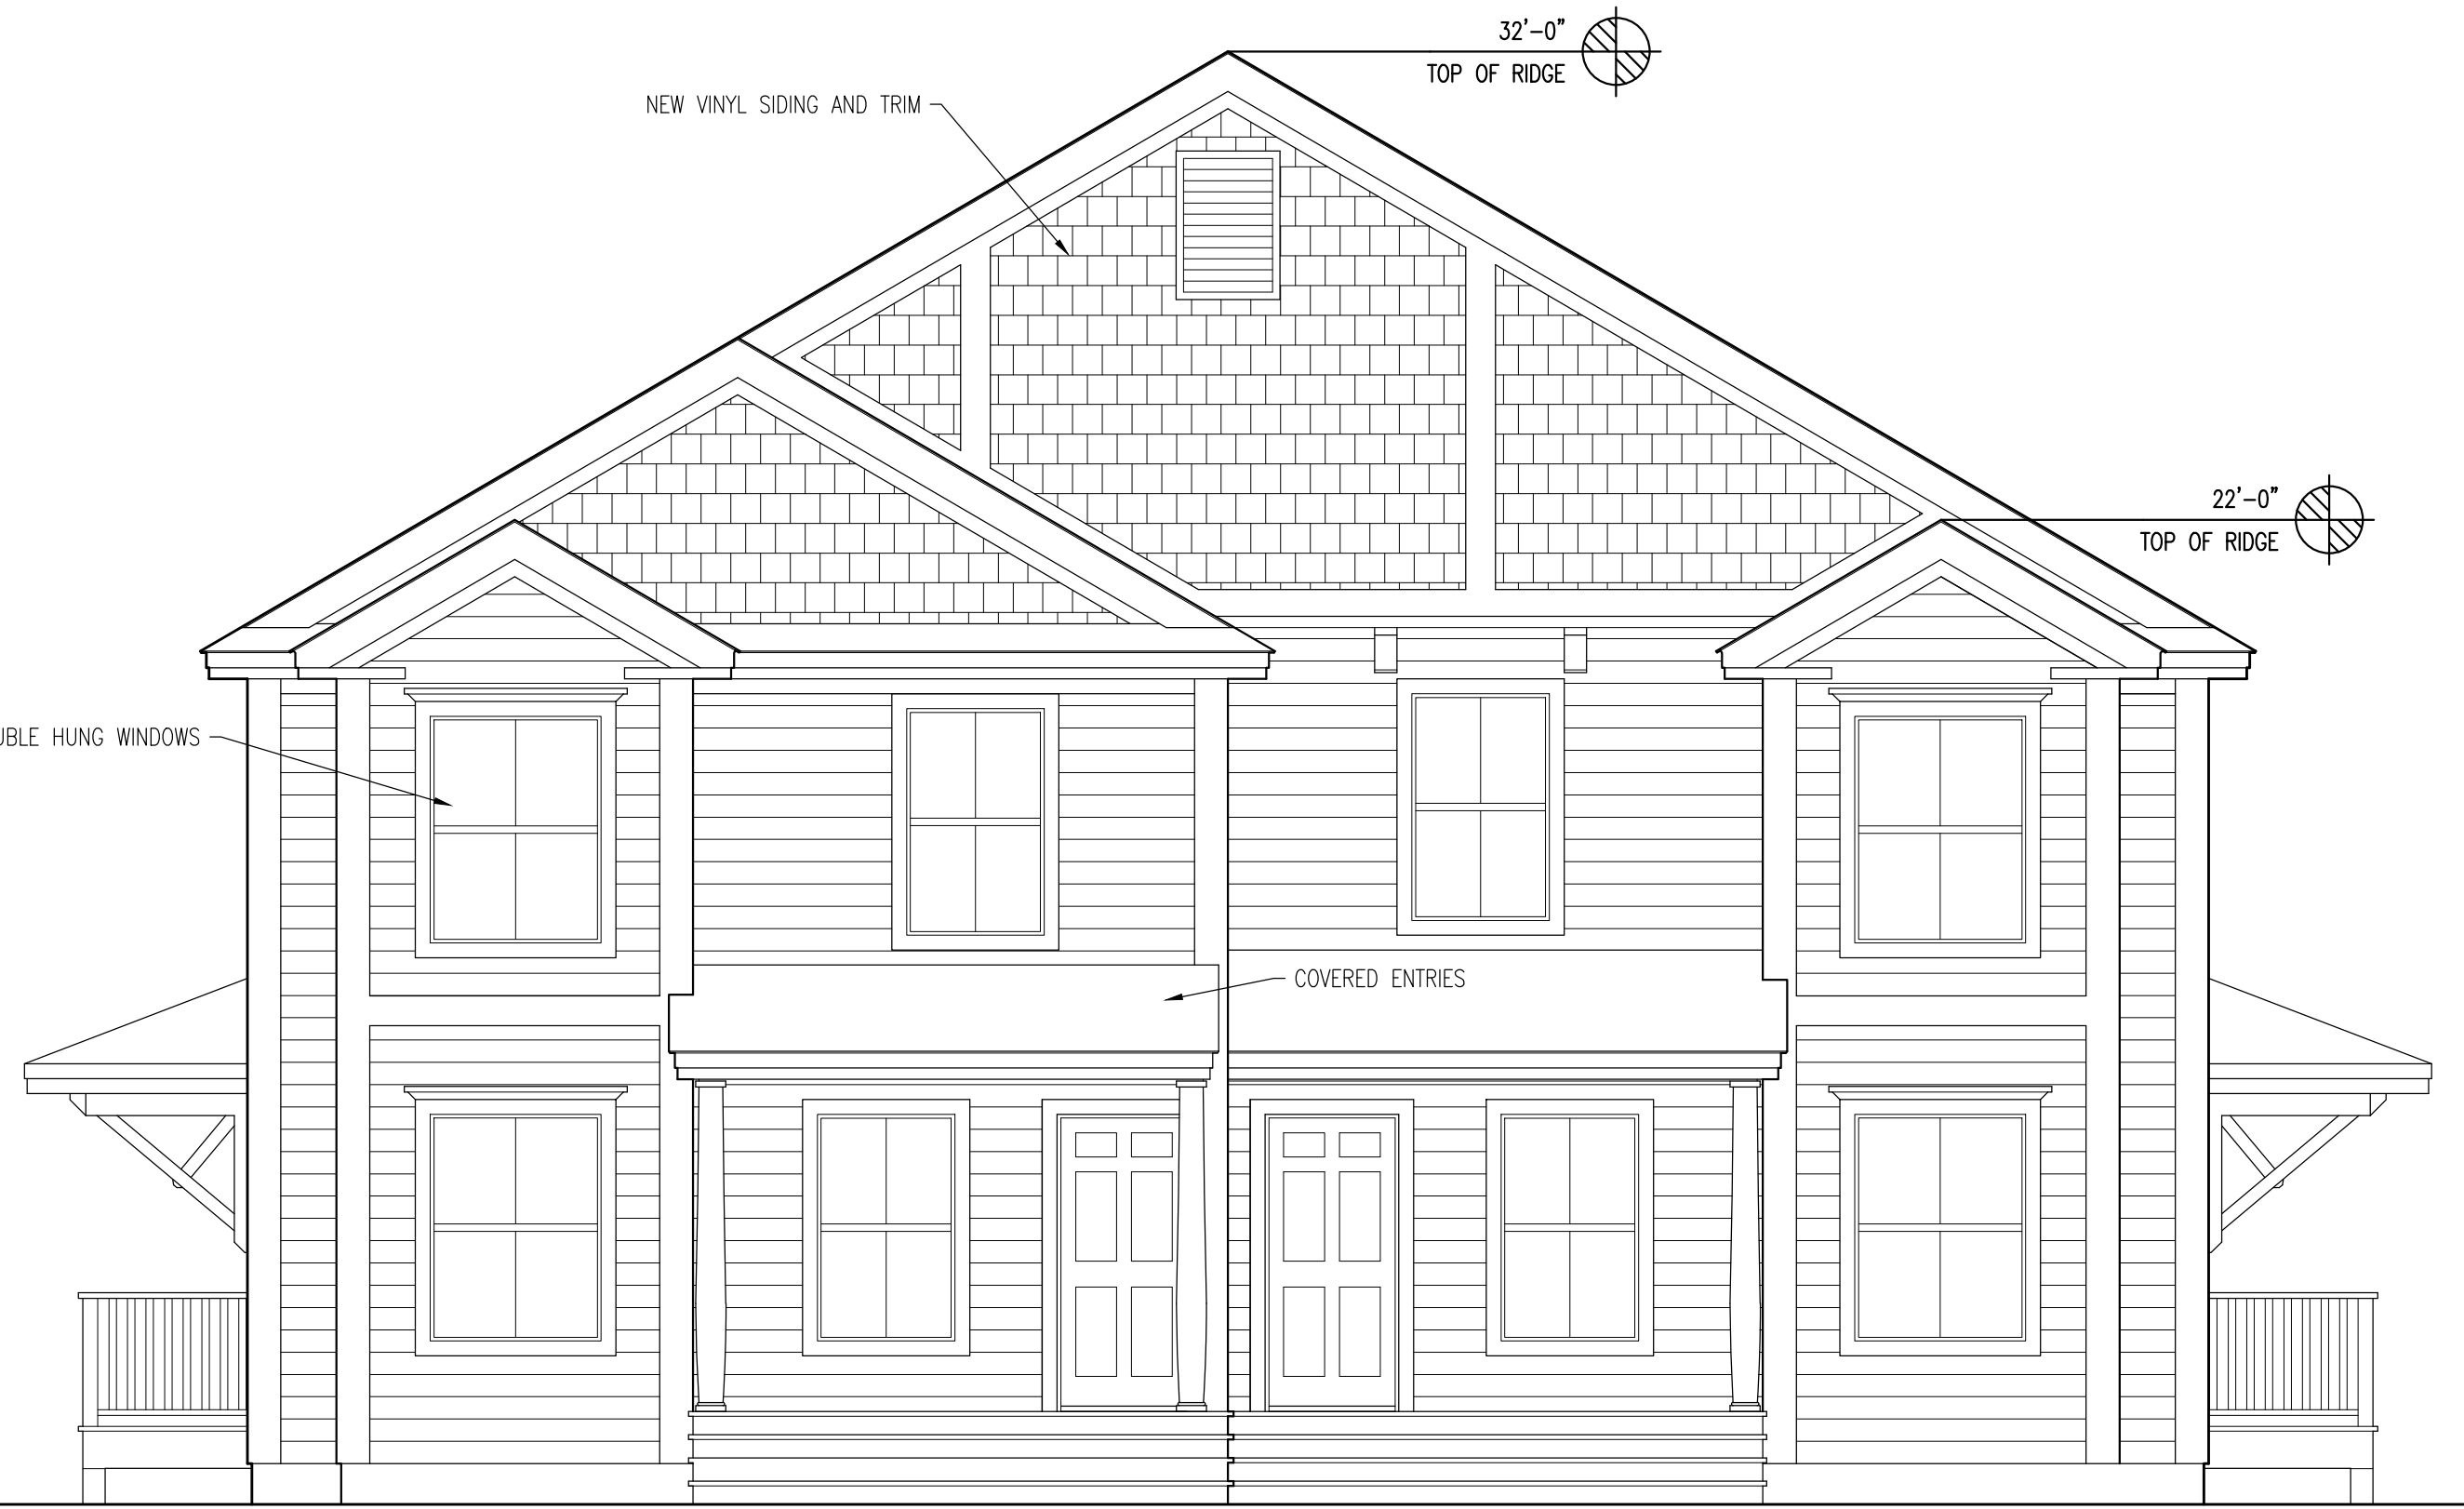 32'-0"
TOP OF RIDGE
NEW VINYL SIDING AND TRIM
22'-0"
TOP OF RIDGE
HUNG WINDOWS
COVERED ENTRIES